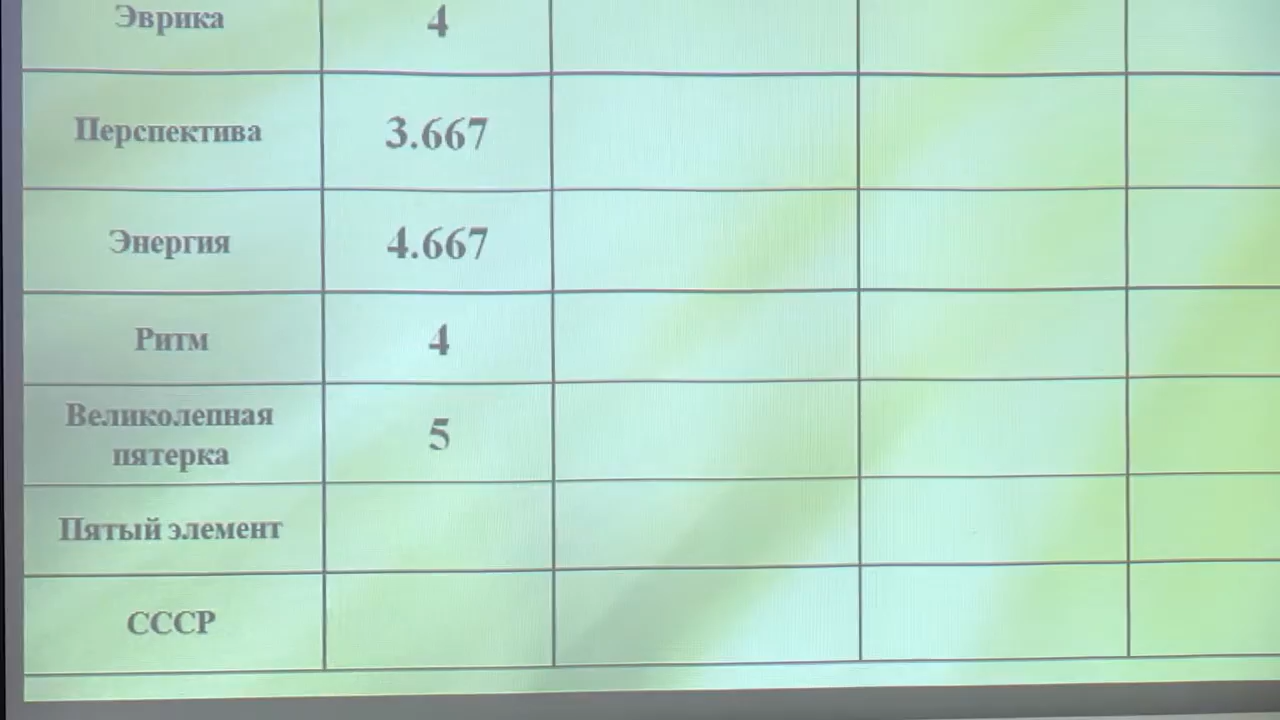 Эврика 4
Перспектива 3.667
Энергия 4.667
Ритм 4
Великолепная
пятерка 5
Пятый элемент
СССР